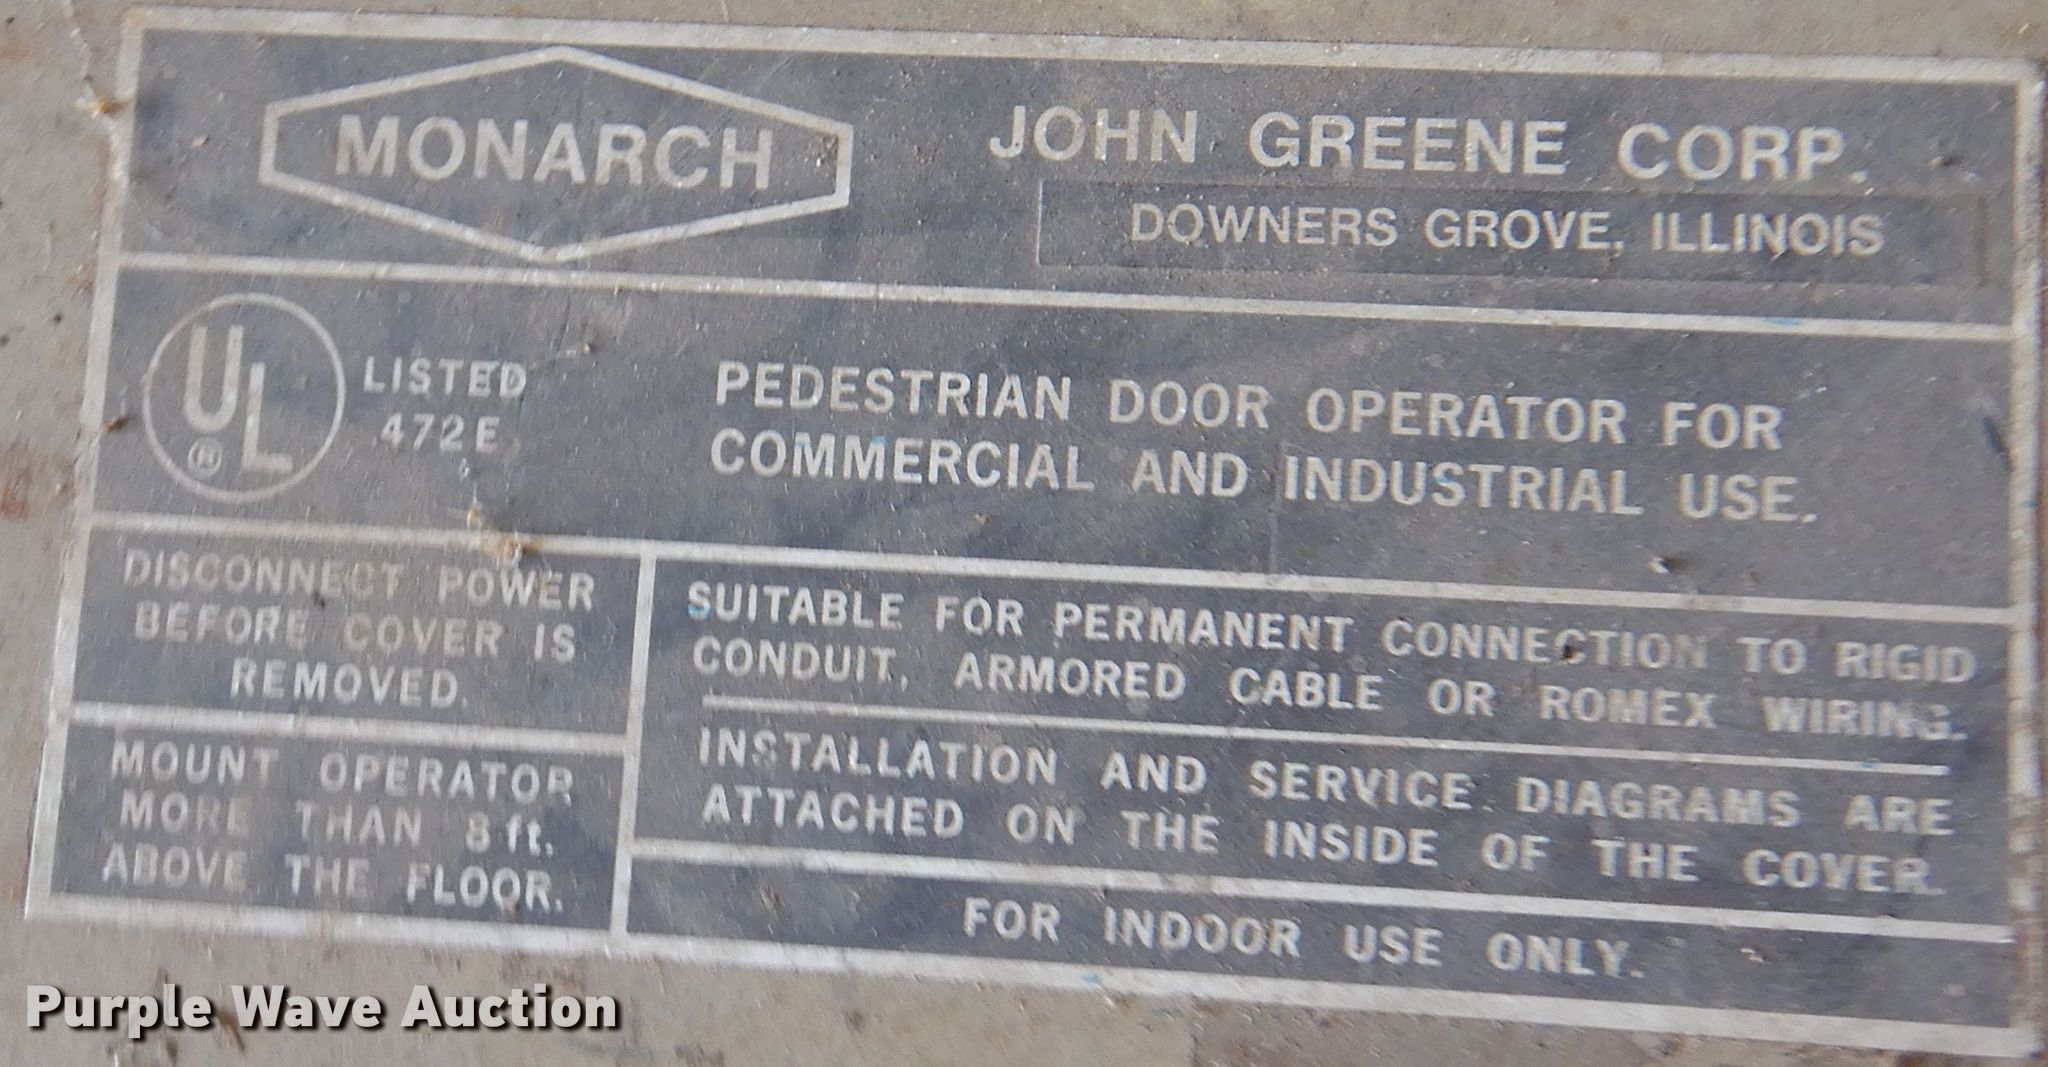 MONARCH
JOHN GREENE CORP.
DOWNERS GROVE, ILLINOIS
UL
®
LISTED
472E
PEDESTRIAN DOOR OPERATOR FOR
COMMERCIAL AND INDUSTRIAL USE.
DISCONNECT POWER
BEFORE COVER IS
REMOVED.
MOUNT OPERATOR
MORE THAN 8 ft.
ABOVE THE FLOOR.
SUITABLE FOR PERMANENT CONNECTION TO RIGID
CONDUIT, ARMORED CABLE OR ROMEX WIRING.
INSTALLATION AND SERVICE DIAGRAMS ARE
ATTACHED ON THE INSIDE OF THE COVER.
FOR INDOOR USE ONLY.
Purple Wave Auction